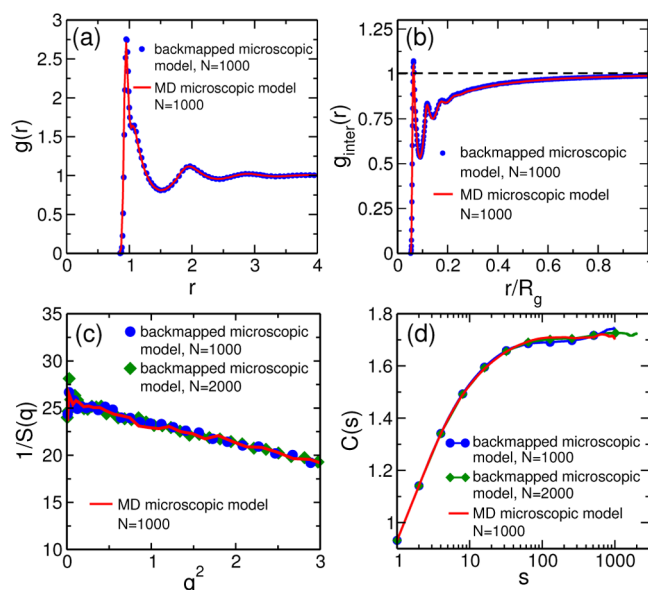 (a)
backmapped microscopic
model, N=1000
MD microscopic model
N=1000
g(r)
3
2.5
2
1.5
1
0.5
0
0 1 2 3 4
r
(b)
1.25
1
0.75
0.5
0.25
0
g_inter(r)
backmapped microscopic
model, N=1000
MD microscopic model
N=1000
0 0.2 0.4 0.6 0.8 1
r/R_g
(c)
backmapped microscopic
model, N=1000
backmapped microscopic
model, N=2000
35
30
25
20
15
10
1/S(q)
MD microscopic model
N=1000
0 1 2 3
q²
(d)
1.8
1.6
1.4
1.2
1
C(s)
backmapped microscopic
model, N=1000
backmapped microscopic
model, N=2000
MD microscopic model
N=1000
1 10 100 1000
s